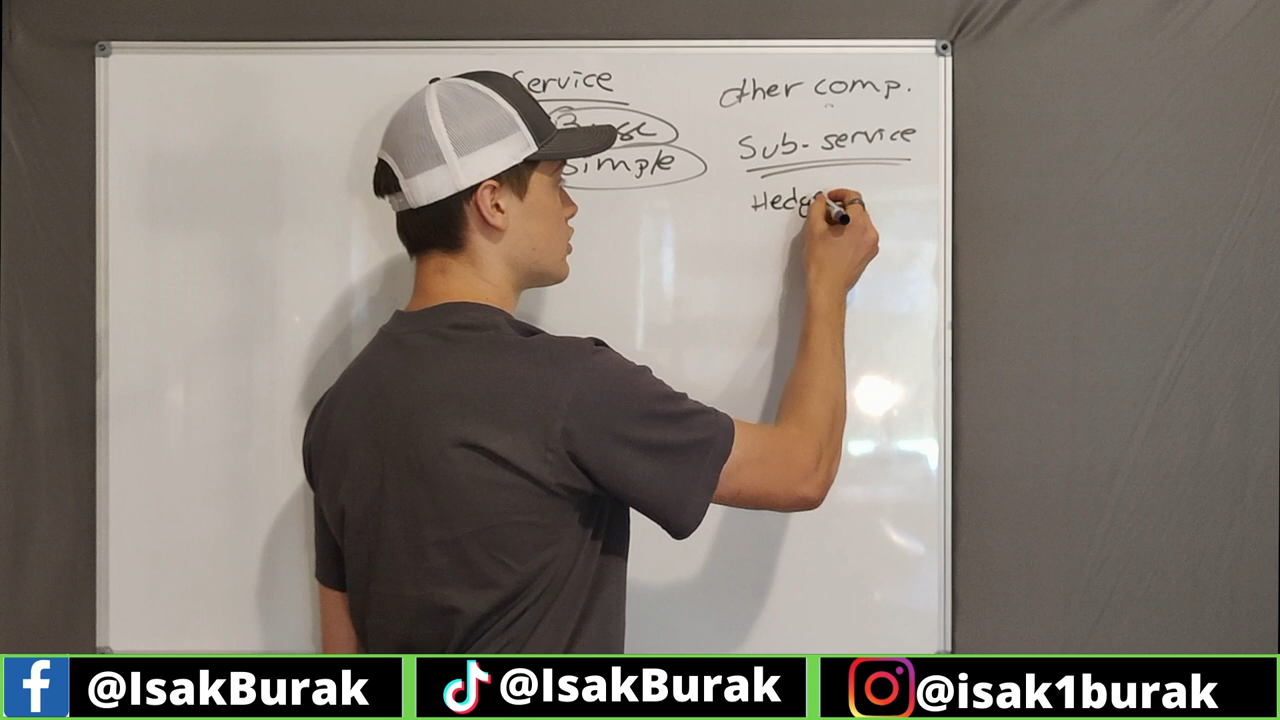 Service
simple
other comp.
Sub-service
@IsakBurak
@IsakBurak
@isak1burak